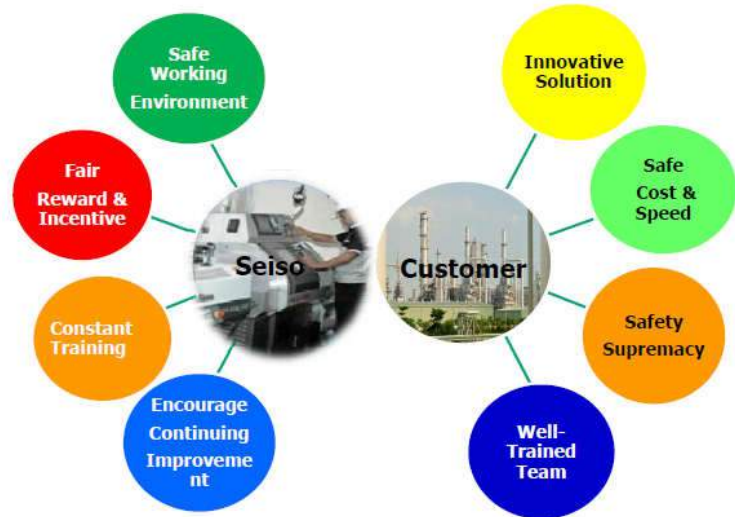 Safe
Working
Environment
Fair
Reward &
Incentive
Constant
Training
Encourage
Continuing
Improveme
nt
Seiso
Customer
Innovative
Solution
Safe
Cost &
Speed
Safety
Supremacy
Well-
Trained
Team